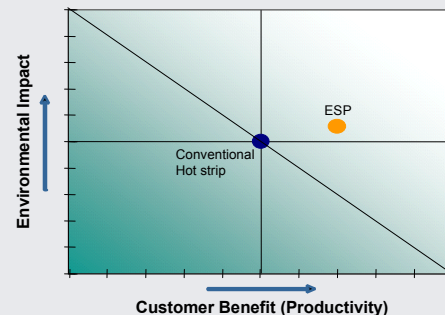 Environmental Impact
ESP
Conventional
Hot strip
Customer Benefit (Productivity)